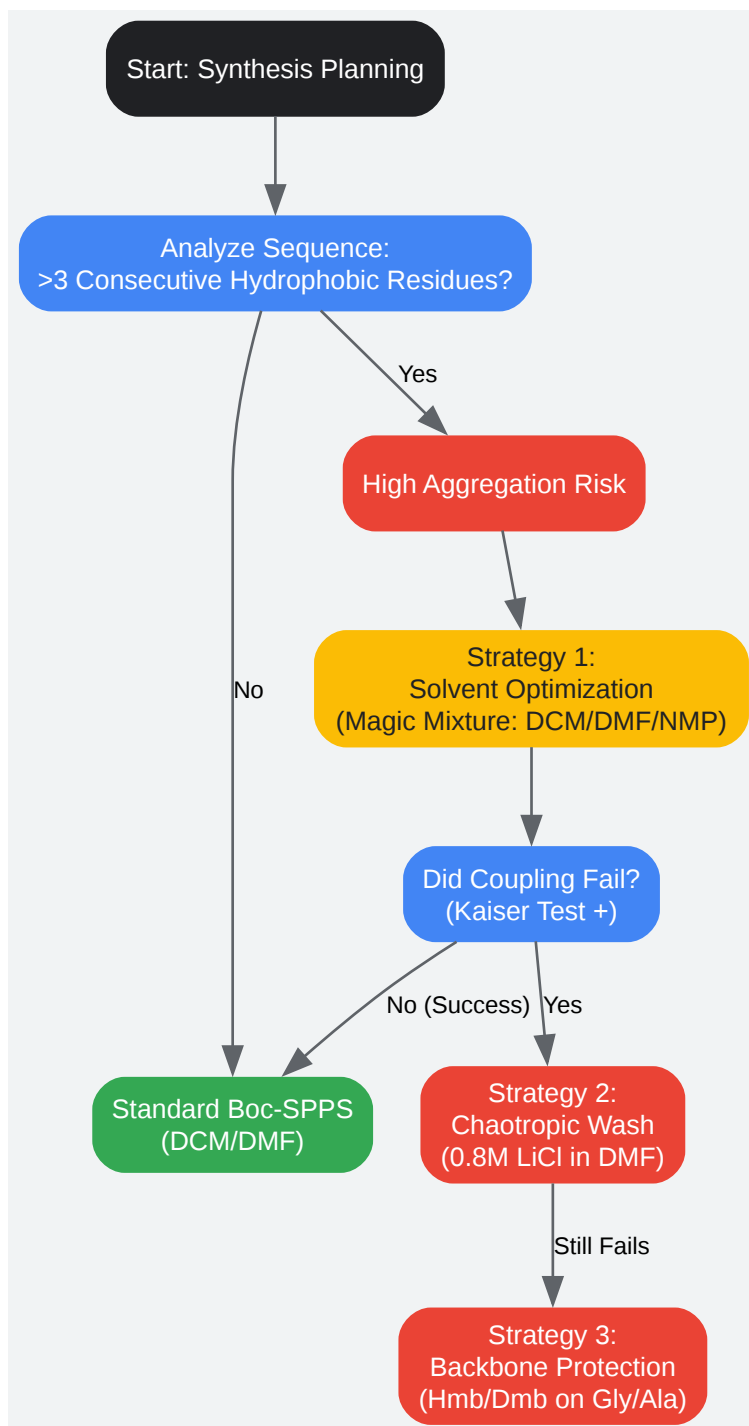 Start: Synthesis Planning
Analyze Sequence:
>3 Consecutive Hydrophobic Residues?
Yes
High Aggregation Risk
Strategy 1:
Solvent Optimization
(Magic Mixture: DCM/DMF/NMP)
No
Did Coupling Fail?
(Kaiser Test +)
No (Success)
Yes
Standard Boc-SPPS
(DCM/DMF)
Strategy 2:
Chaotropic Wash
(0.8M LiCl in DMF)
Still Fails
Strategy 3:
Backbone Protection
(Hmb/Dmb on Gly/Ala)